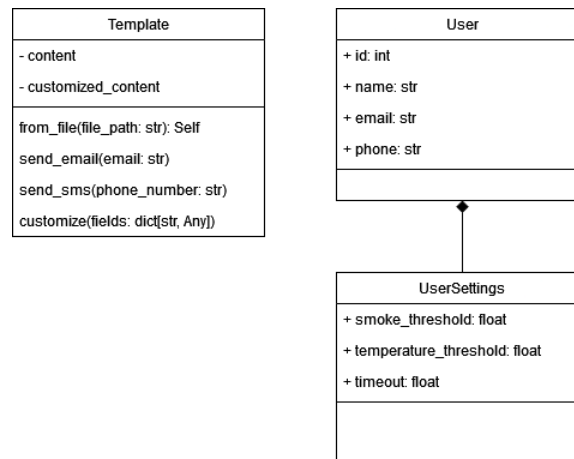 Template
- content
- customized_content
from_file(file_path: str): Self
send_email(email: str)
send_sms(phone_number: str)
customize(fields: dict[str, Any])
User
+ id: int
+ name: str
+ email: str
+ phone: str
UserSettings
+ smoke_threshold: float
+ temperature_threshold: float
+ timeout: float